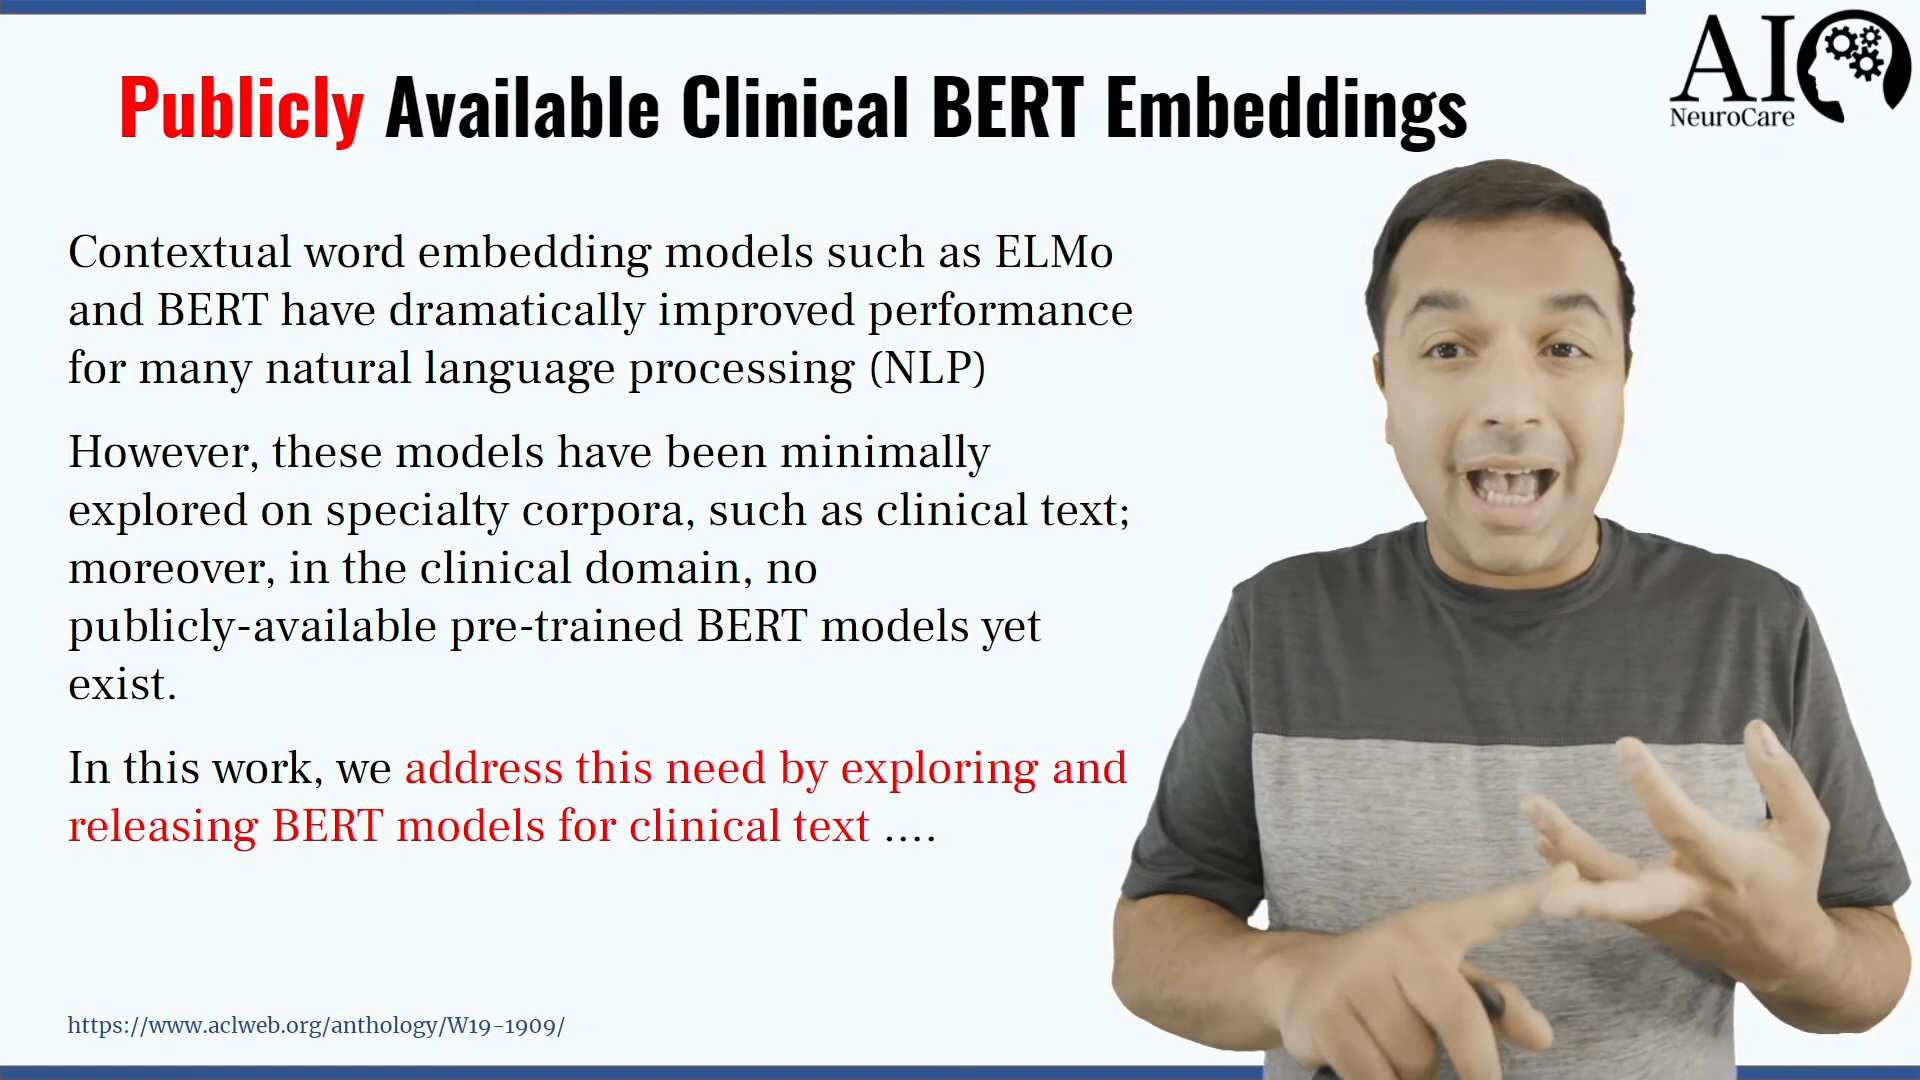 Publicly Available Clinical BERT Embeddings
AI
NeuroCare
Contextual word embedding models such as ELMo
and BERT have dramatically improved performance
for many natural language processing (NLP)
However, these models have been minimally
explored on specialty corpora, such as clinical text;
moreover, in the clinical domain, no
publicly-available pre-trained BERT models yet
exist.
In this work, we address this need by exploring and
releasing BERT models for clinical text ....
https://www.aclweb.org/anthology/W19-1909/